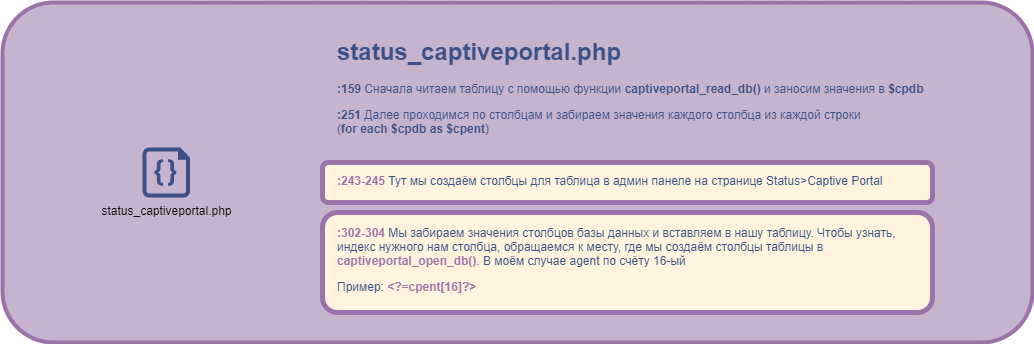 status_captiveportal.php
:159 Сначала читаем таблицу с помощью функции captiveportal_read_db() и заносим значения в $cpdb
:251 Далее проходимся по столбцам и забираем значения каждого столбца из каждой строки
(for each $cpdb as $cpent)
{}
status_captiveportal.php
:243-245 Тут мы создаём столбцы для таблица в админ панеле на странице Status>Captive Portal
:302-304 Мы забираем значения столбцов базы данных и вставляем в нашу таблицу. Чтобы узнать,
индекс нужного нам столбца, обращаемся к месту, где мы создаём столбцы таблицы в
captiveportal_open_db(). В моём случае agent по счёту 16-ый
Пример: <?=cpent[16]?>